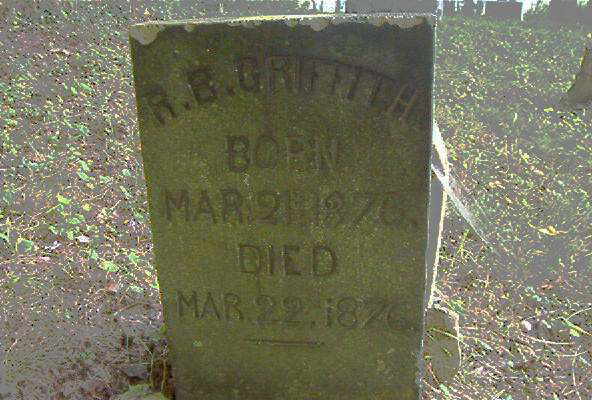 R.B. GRIFFITH.
BORN
MAR. 21, 1876.
DIED
MAR. 22, 1876.